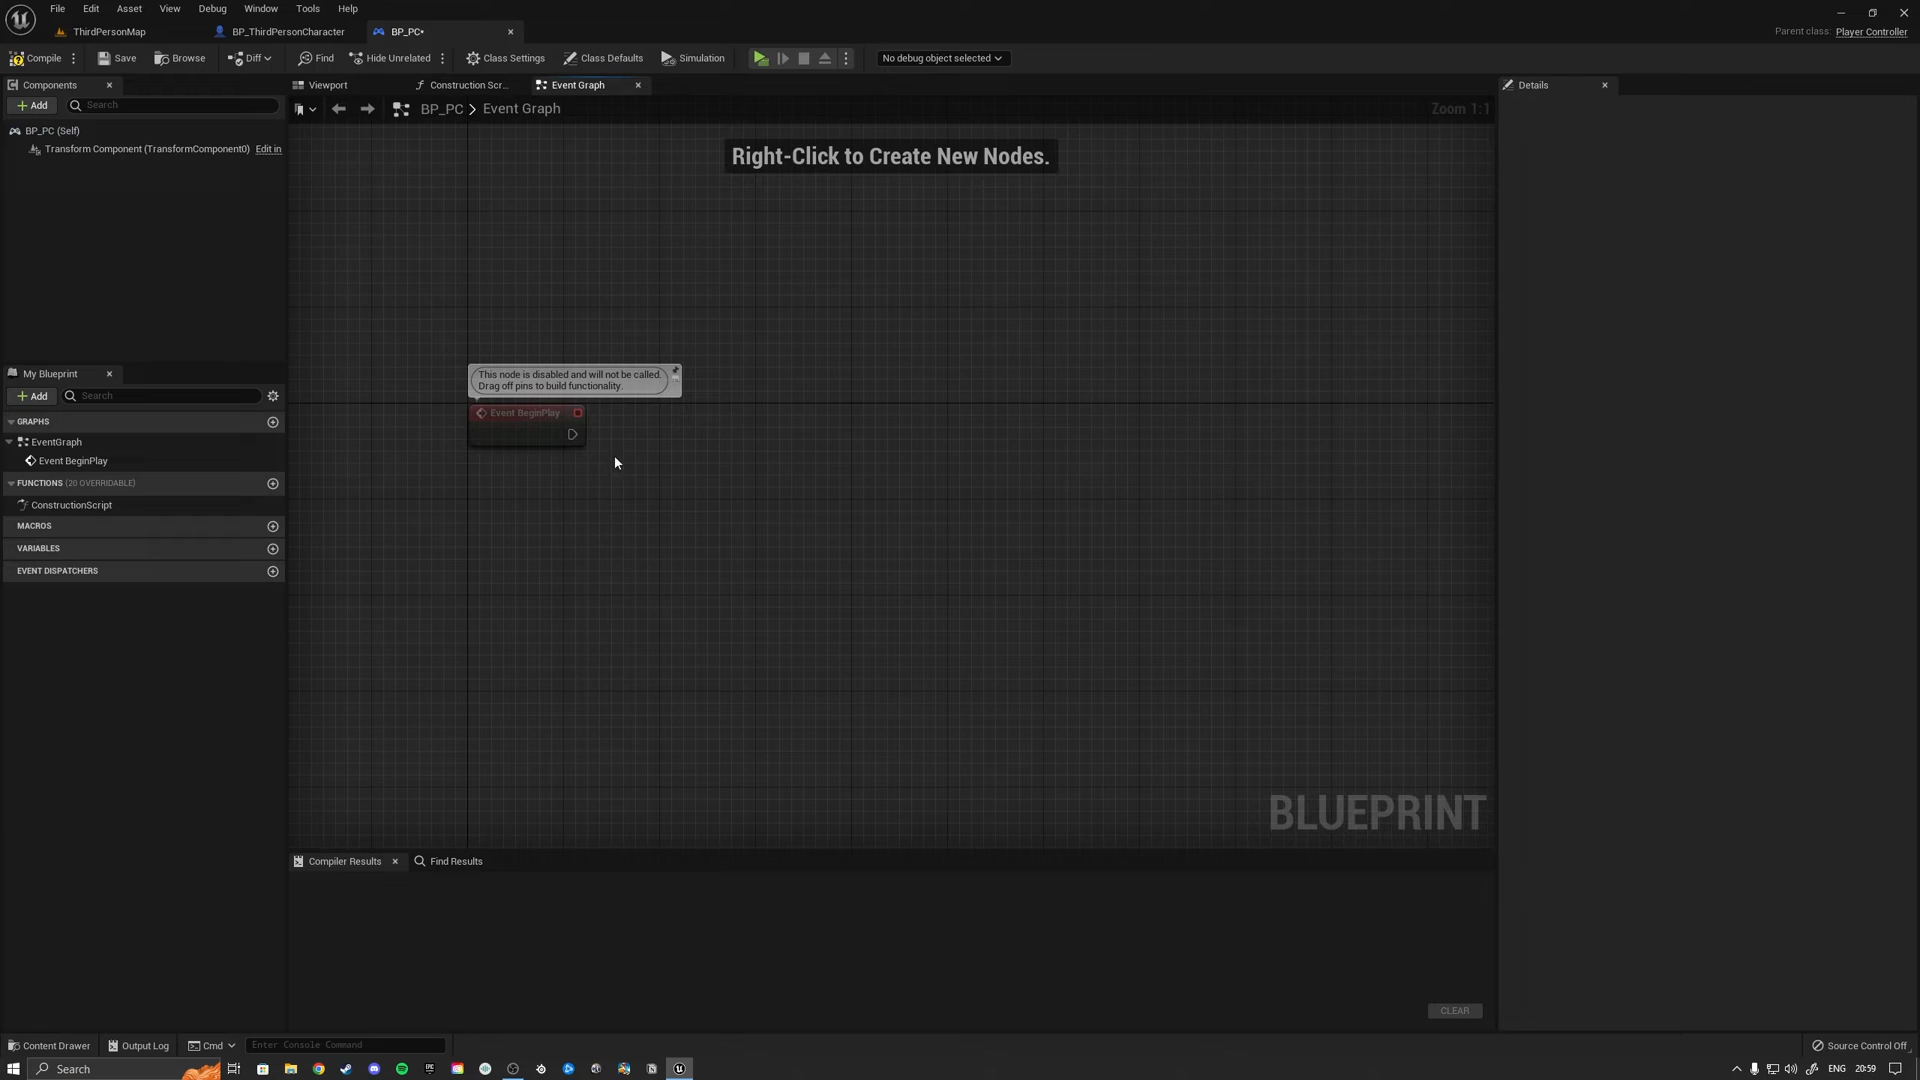 File Edit Asset View Debug Window Tools Help
ThirdPersonMap BP_ThirdPersonCharacter BP_PC•
Parent class: Player Controller
Compile Save Browse Diff Find Hide Unrelated Class Settings Class Defaults Simulation No debug object selected
Components
Viewport Construction Scr... Event Graph
Details
Add Search
BP_PC > Event Graph
Zoom 1:1
BP_PC (Self)
Transform Component (TransformComponent0) Edit in
Right-Click to Create New Nodes.
My Blueprint
Add Search
GRAPHS
EventGraph
Event BeginPlay
FUNCTIONS (20 OVERRIDABLE)
ConstructionScript
MACROS
VARIABLES
EVENT DISPATCHERS
This node is disabled and will not be called.
Drag off pins to build functionality.
Event BeginPlay
BLUEPRINT
Compiler Results Find Results
CLEAR
Content Drawer Output Log Cmd Enter Console Command
Source Control Off
Search
ENG 20:59